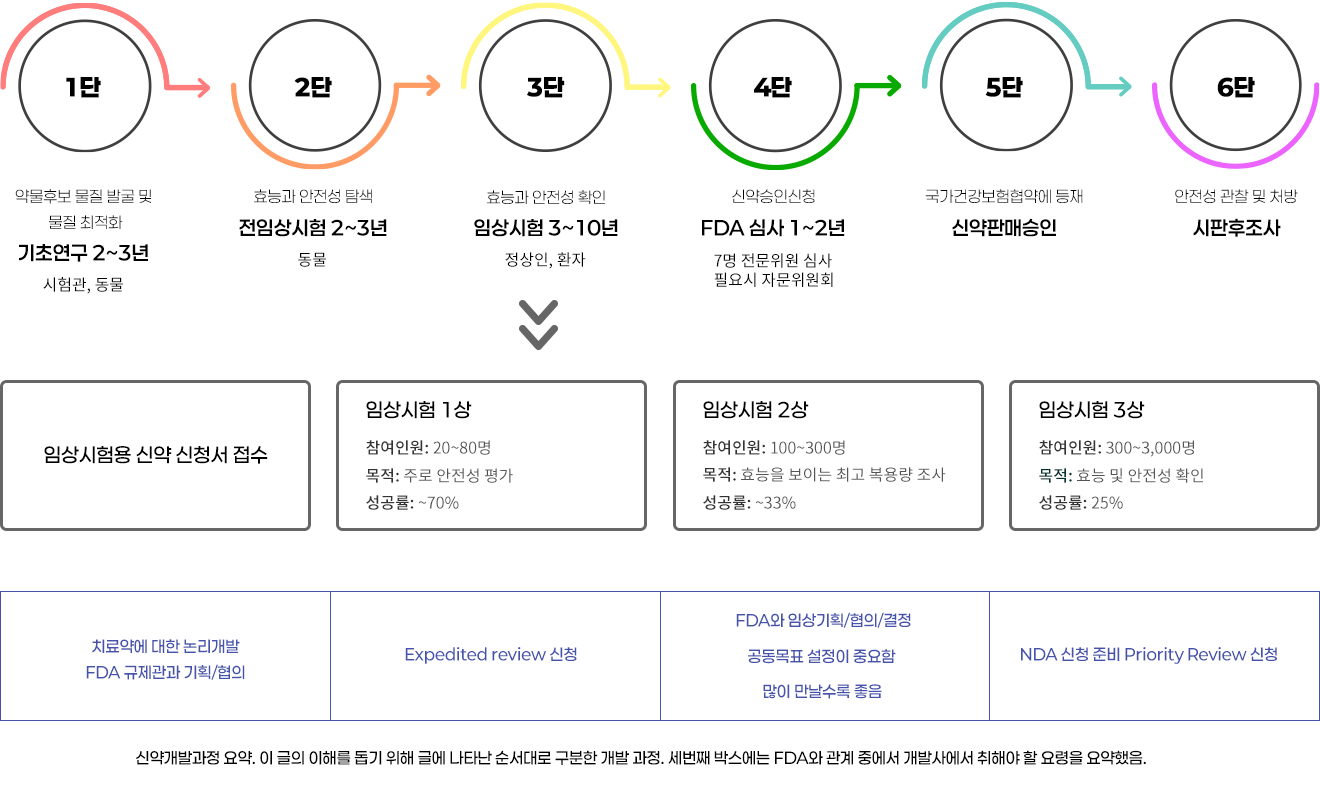 1단
2단
3단
4단
5단
6단
약물후보 물질 발굴 및
물질 최적화
기초연구 2~3년
시험관, 동물
효능과 안전성 탐색
전임상시험 2~3년
동물
효능과 안전성 확인
임상시험 3~10년
정상인, 환자
신약승인신청
FDA 심사 1~2년
7명 전문위원 심사
필요시 자문위원회
국가건강보험협약에 등재
신약판매승인
안전성 관찰 및 처방
시판후조사
임상시험용 신약 신청서 접수
임상시험 1상
참여인원: 20~80명
목적: 주로 안전성 평가
성공률: ~70%
임상시험 2상
참여인원: 100~300명
목적: 효능을 보이는 최고 복용량 조사
성공률: ~33%
임상시험 3상
참여인원: 300~3,000명
목적: 효능 및 안전성 확인
성공률: 25%
치료약에 대한 논리개발
FDA 규제관과 기획/협의
Expedited review 신청
FDA와 임상기획/협의/결정
공동목표 설정이 중요함
많이 만날수록 좋음
NDA 신청 준비 Priority Review 신청
신약개발과정 요약. 이 글의 이해를 돕기 위해 글에 나타난 순서대로 구분한 개발 과정. 세번째 박스에는 FDA와 관계 중에서 개발사에서 취해야 할 요령을 요약했음.